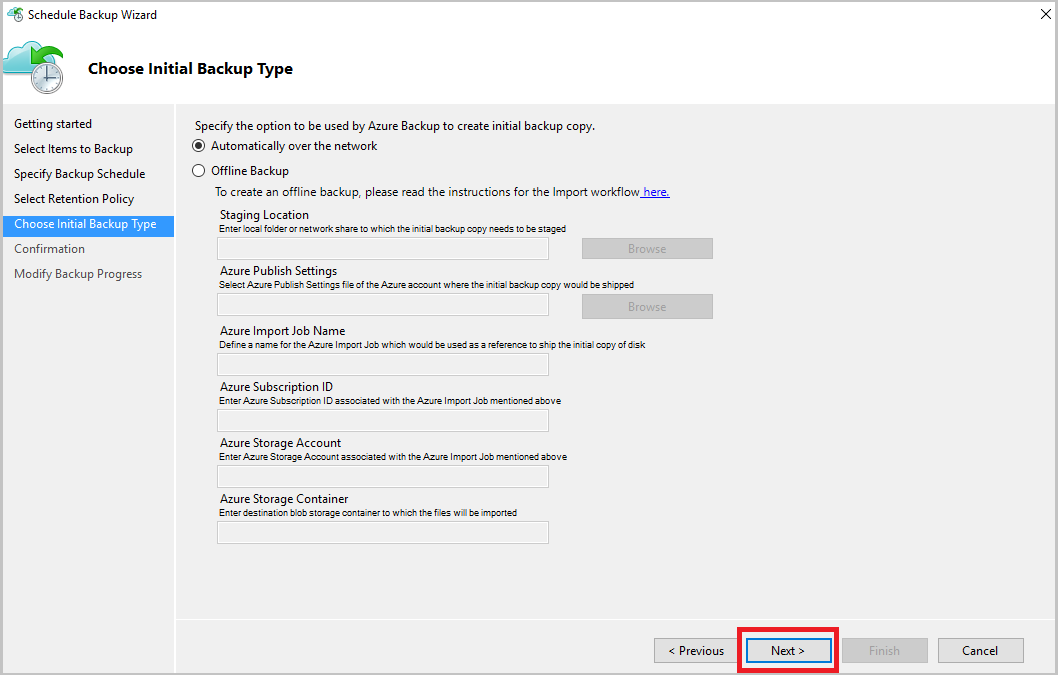 Schedule Backup Wizard
Choose Initial Backup Type
Getting started
Select Items to Backup
Specify Backup Schedule
Select Retention Policy
Choose Initial Backup Type
Confirmation
Modify Backup Progress
Specify the option to be used by Azure Backup to create initial backup copy.
Automatically over the network
Offline Backup
To create an offline backup, please read the instructions for the Import workflow here.
Staging Location
Enter local folder or network share to which the initial backup copy needs to be staged
Browse
Azure Publish Settings
Select Azure Publish Settings file of the Azure account where the initial backup copy would be shipped
Browse
Azure Import Job Name
Define a name for the Azure Import Job which would be used as a reference to ship the initial copy of disk
Azure Subscription ID
Enter Azure Subscription ID associated with the Azure Import Job mentioned above
Azure Storage Account
Enter Azure Storage Account associated with the Azure Import Job mentioned above
Azure Storage Container
Enter destination blob storage container to which the files will be imported
< Previous
Next >
Finish
Cancel